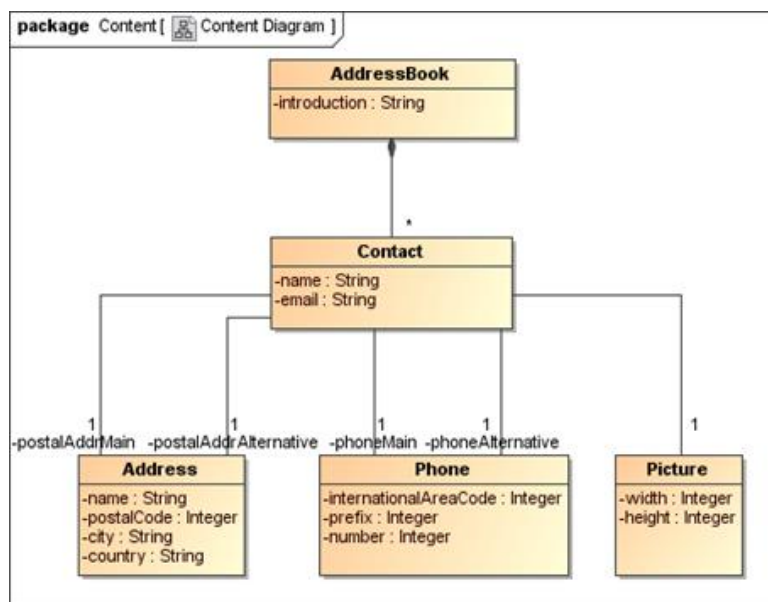 package Content [ Content Diagram ]
AddressBook
-introduction : String
*
Contact
-name : String
-email : String
1 1 1 1 1
-postalAddrMain -postalAddrAlternative -phoneMain -phoneAlternative
Address
-name : String
-postalCode : Integer
-city : String
-country : String
Phone
-internationalAreaCode : Integer
-prefix : Integer
-number : Integer
Picture
-width : Integer
-height : Integer